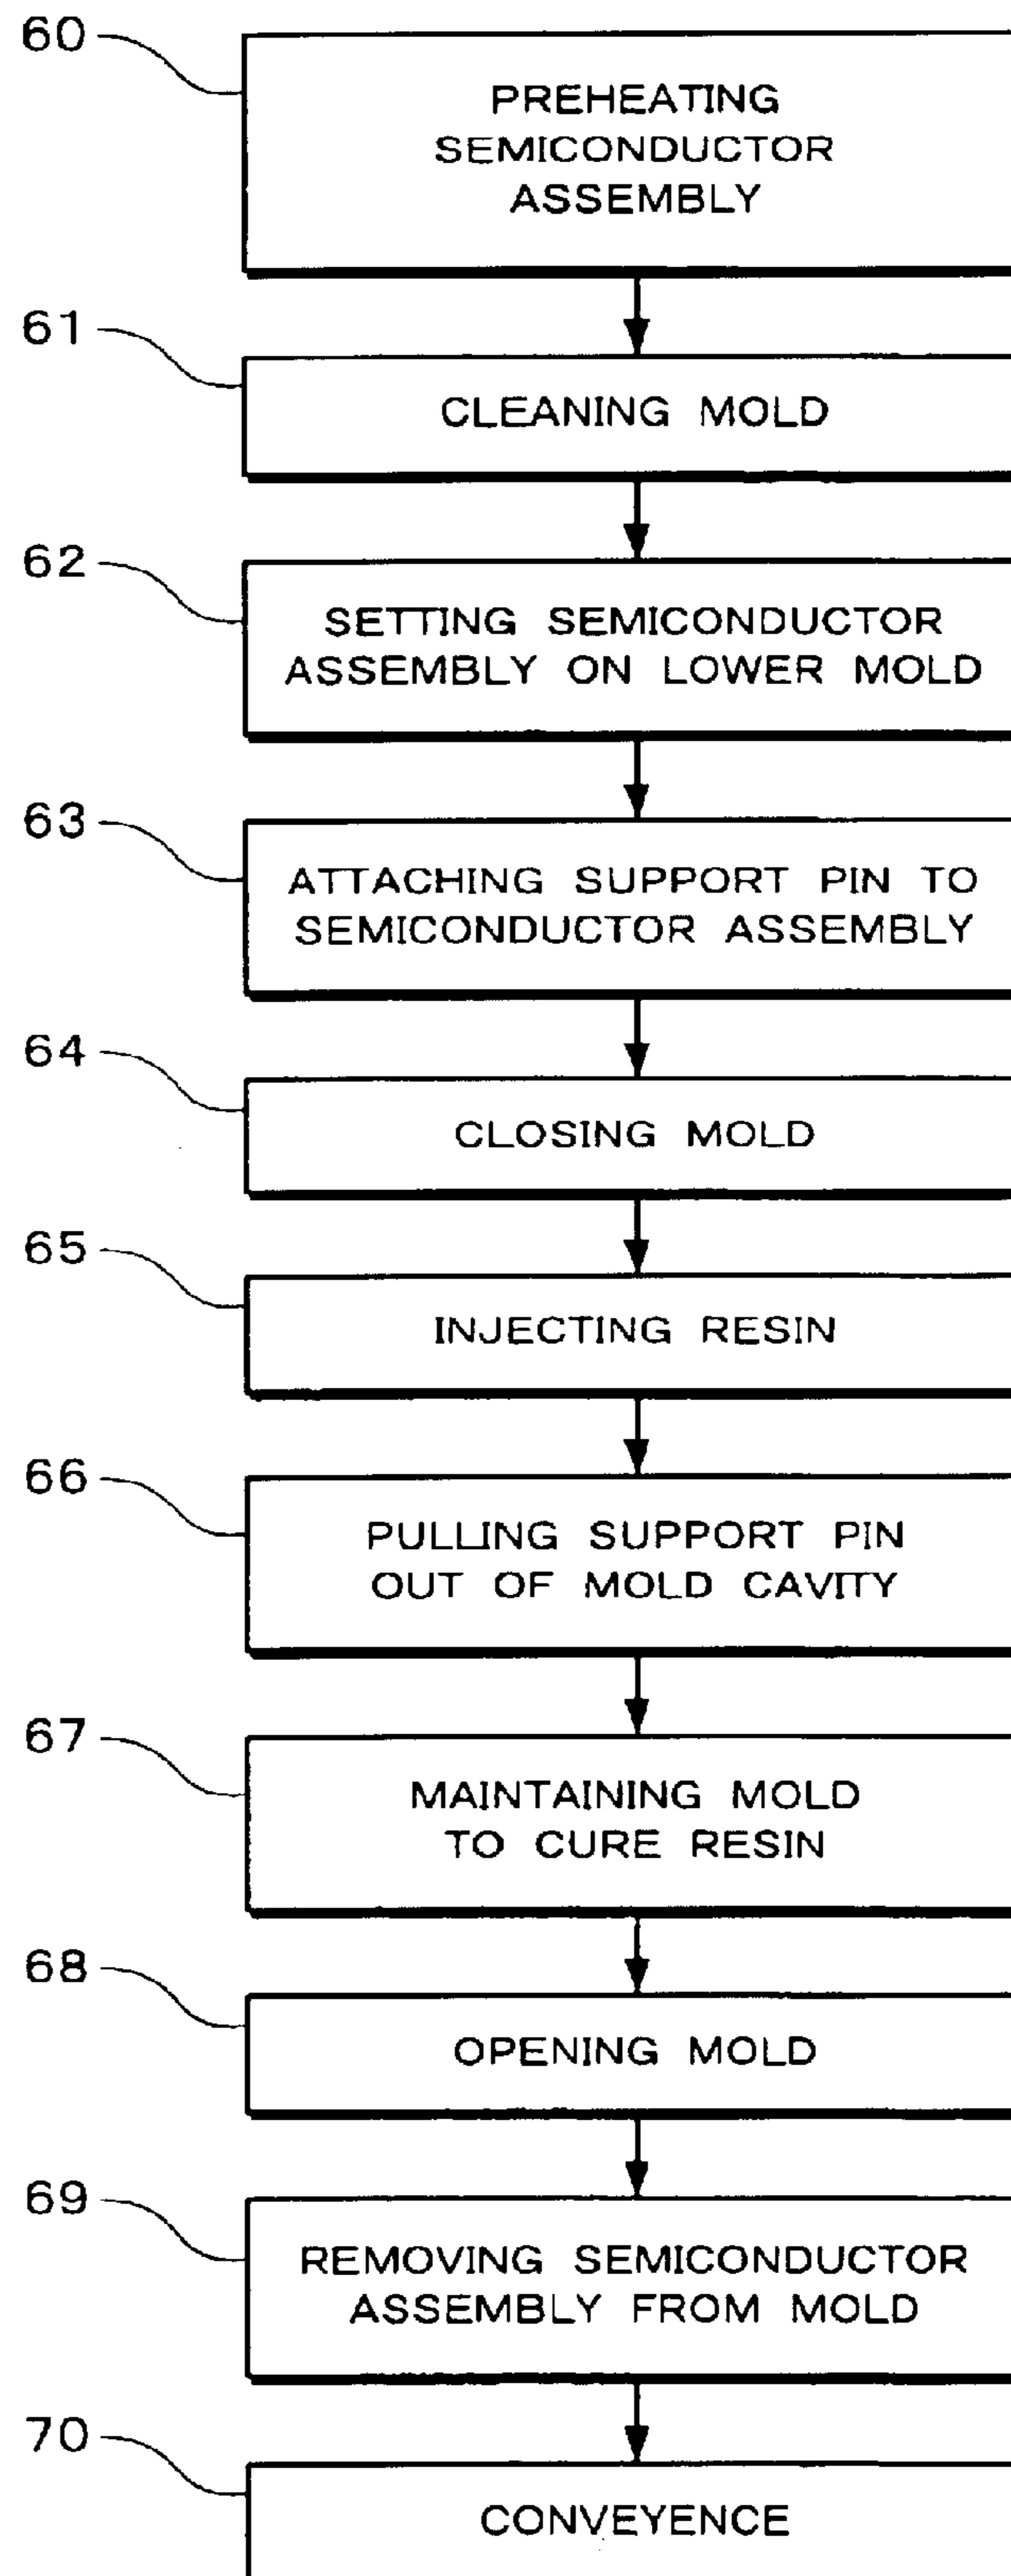 60
PREHEATING
SEMICONDUCTOR
ASSEMBLY
61
CLEANING MOLD
62
SETTING SEMICONDUCTOR
ASSEMBLY ON LOWER MOLD
63
ATTACHING SUPPORT PIN TO
SEMICONDUCTOR ASSEMBLY
64
CLOSING MOLD
65
INJECTING RESIN
66
PULLING SUPPORT PIN
OUT OF MOLD CAVITY
67
MAINTAINING MOLD
TO CURE RESIN
68
OPENING MOLD
69
REMOVING SEMICONDUCTOR
ASSEMBLY FROM MOLD
70
CONVEYENCE